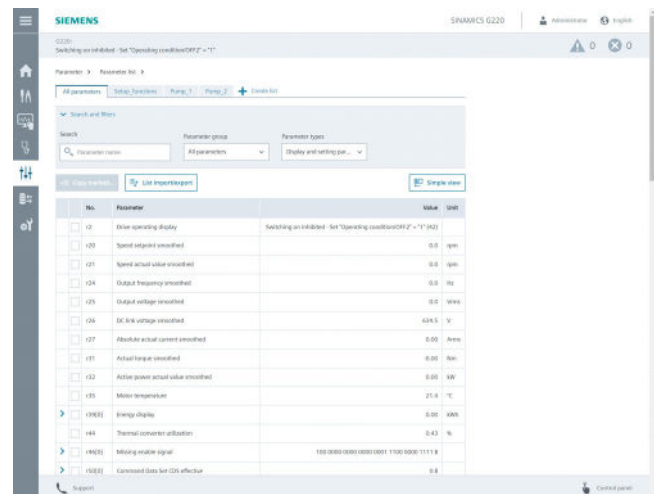 SIEMENS
SINAMICS G220
Administrator
English
G220:
Switching on inhibited - Set "Operating condition/OFF2" = "1"
0
0
Parameter > Parameter list >
All parameters
Setup_functions
Pump_1
Pump_2
Create list
Search and filters
Search
Parameter group
Parameter types
Parameter name
All parameters
Display and setting par...
List import/export
Simple view
No. Parameter Value Unit
r2 Drive operating display Switching on inhibited - Set "Operating condition/OFF2" = "1" (42)
r20 Speed setpoint smoothed 0.0 rpm
r21 Speed actual value smoothed 0.0 rpm
r24 Output frequency smoothed 0.0 Hz
r25 Output voltage smoothed 0.0 Vrms
r26 DC link voltage smoothed 634.5 V
r27 Absolute actual current smoothed 0.00 Arms
r31 Actual torque smoothed 0.00 Nm
r32 Active power actual value smoothed 0.00 kW
r35 Motor temperature 21.4 °C
r39[0] Energy display 0.00 kWh
r44 Thermal converter utilization 0.43 %
r46[0] Missing enable signal
r50[0] Command Data Set CDS effective 0 B
Support
Control panel